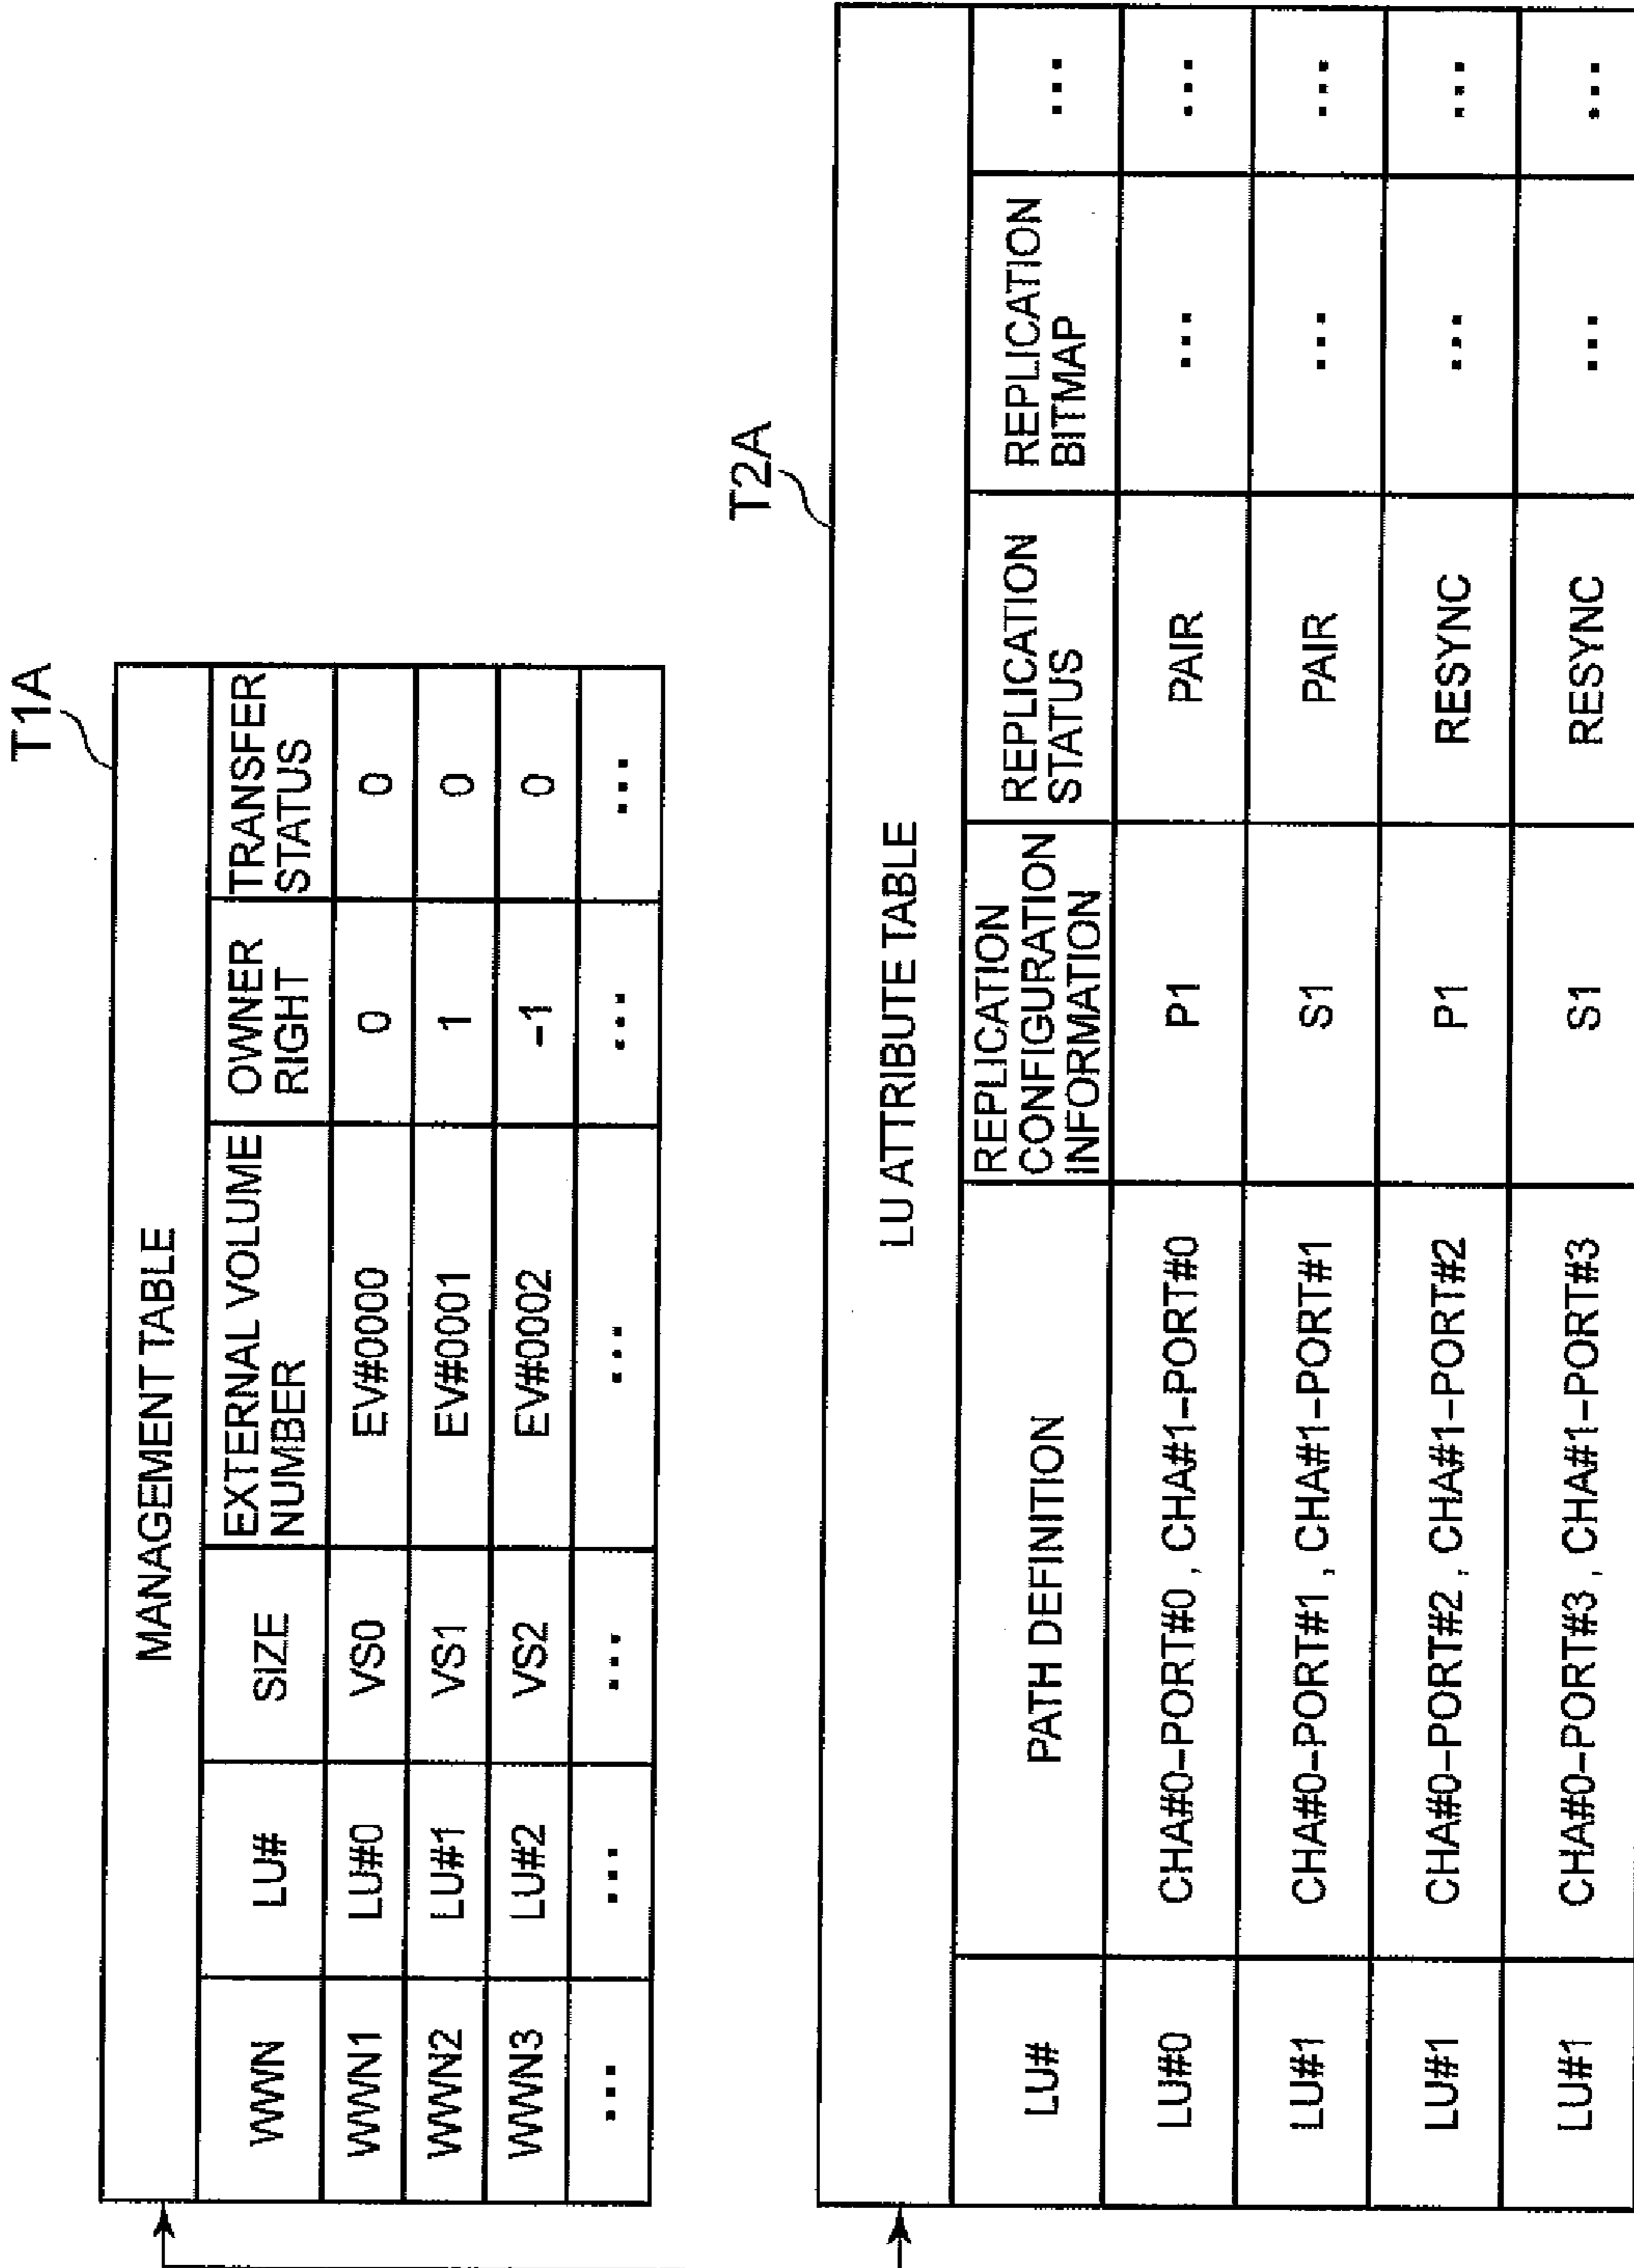 T1A
MANAGEMENT TABLE
WWN LU# SIZE EXTERNAL VOLUME NUMBER OWNER RIGHT TRANSFER STATUS
WWN1 LU#0 VS0 EV#0000 0 0
WWN2 LU#1 VS1 EV#0001 1 0
WWN3 LU#2 VS2 EV#0002 -1 0
... ... ... ... ... ...
T2A
LU ATTRIBUTE TABLE
LU# PATH DEFINITION REPLICATION CONFIGURATION INFORMATION REPLICATION STATUS REPLICATION BITMAP ...
LU#0 CHA#0-PORT#0, CHA#1-PORT#0 P1 PAIR ... ...
LU#1 CHA#0-PORT#1, CHA#1-PORT#1 S1 PAIR ... ...
LU#1 CHA#0-PORT#2, CHA#1-PORT#2 P1 RESYNC ... ...
LU#1 CHA#0-PORT#3, CHA#1-PORT#3 S1 RESYNC ... ...